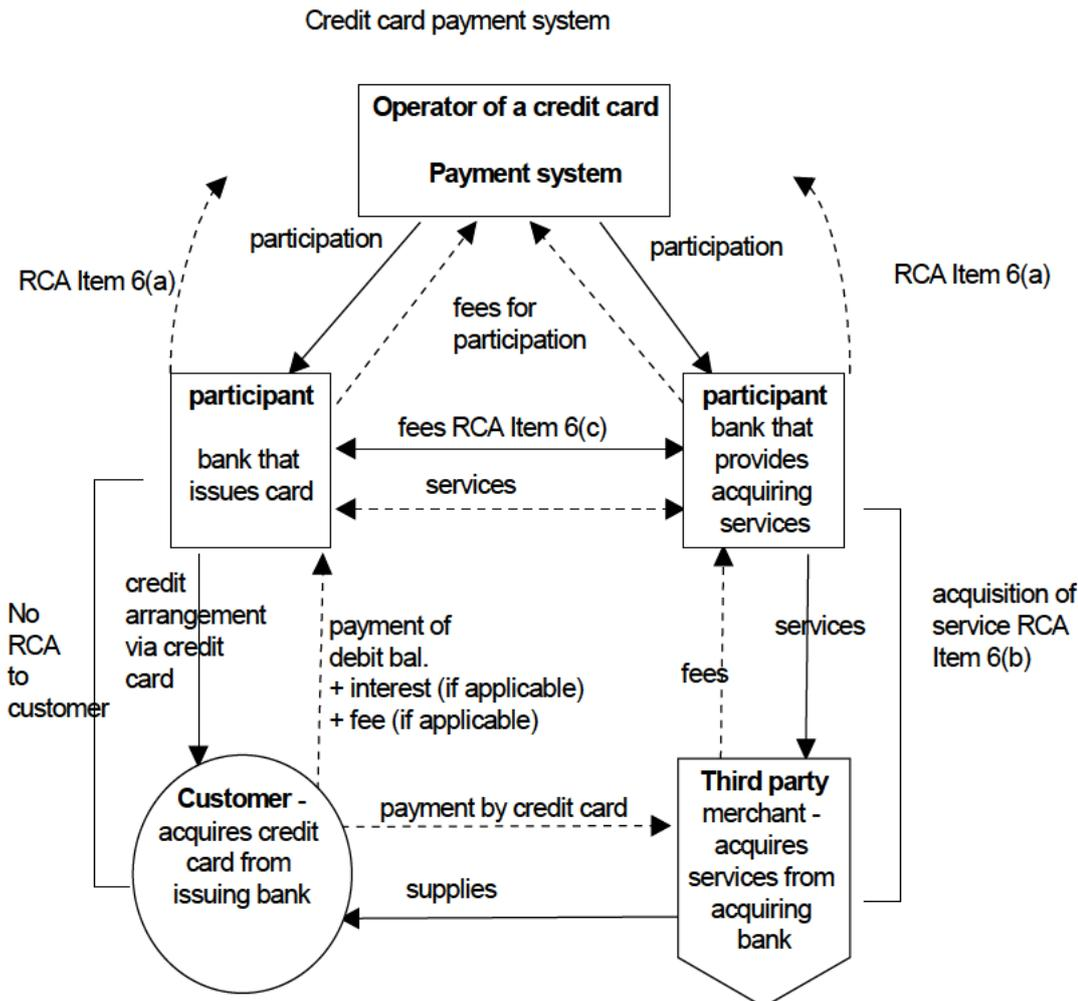 Credit card payment system
Operator of a credit card
Payment system
participation
participation
RCA Item 6(a)
RCA Item 6(a)
fees for
participation
participant
bank that
issues card
fees RCA Item 6(c)
services
participant
bank that
provides
acquiring
services
No
RCA
to
customer
credit
arrangement
via credit
card
payment of
debit bal.
+ interest (if applicable)
+ fee (if applicable)
fees
services
acquisition of
service RCA
Item 6(b)
Customer -
acquires credit
card from
issuing bank
payment by credit card
supplies
Third party
merchant -
acquires
services from
acquiring
bank